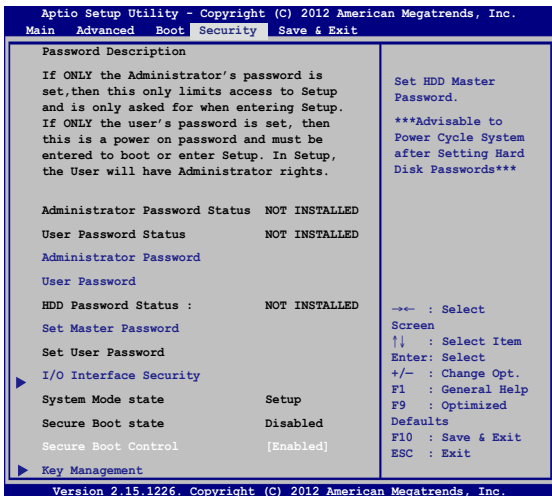 Aptio Setup Utility - Copyright (C) 2012 American Megatrends, Inc.
Main Advanced Boot Security Save & Exit
Password Description
If ONLY the Administrator's password is
set,then this only limits access to Setup
and is only asked for when entering Setup.
If ONLY the user's password is set, then
this is a power on password and must be
entered to boot or enter Setup. In Setup,
the User will have Administrator rights.
Administrator Password Status NOT INSTALLED
User Password Status NOT INSTALLED
Administrator Password
User Password
HDD Password Status : NOT INSTALLED
Set Master Password
Set User Password
I/O Interface Security
System Mode state Setup
Secure Boot state Disabled
Secure Boot Control [Enabled]
Key Management
Set HDD Master
Password.
***Advisable to
Power Cycle System
after Setting Hard
Disk Passwords***
→← : Select
Screen
↑↓ : Select Item
Enter: Select
+/— : Change Opt.
F1 : General Help
F9 : Optimized
Defaults
F10 : Save & Exit
ESC : Exit
Version 2.15.1226. Copyright (C) 2012 American Megatrends, Inc.